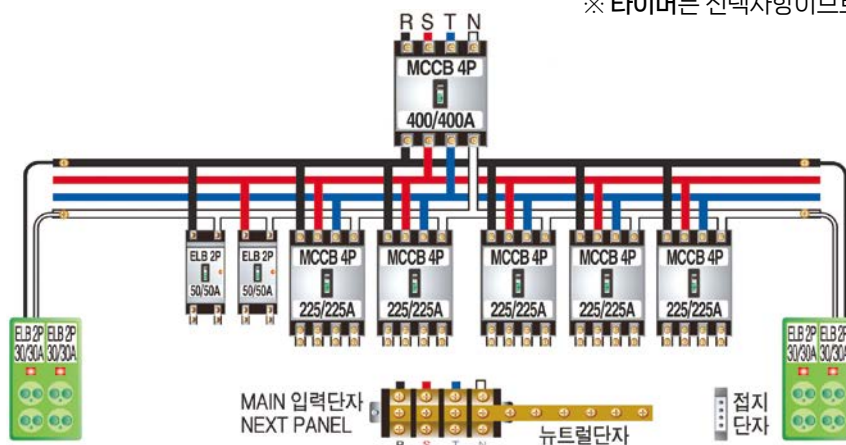 ※ 타이머는 선택사항이므로
R S T N
MCCB 4P
400/400A
ELB 2P
50/50A
ELB 2P
50/50A
MCCB 4P
225/225A
MCCB 4P
225/225A
MCCB 4P
225/225A
MCCB 4P
225/225A
MCCB 4P
225/225A
ELB 2P
30/30A
ELB 2P
30/30A
ELB 2P
30/30A
ELB 2P
30/30A
MAIN 입력단자
NEXT PANEL
R S T N
뉴트럴단자
접지
단자